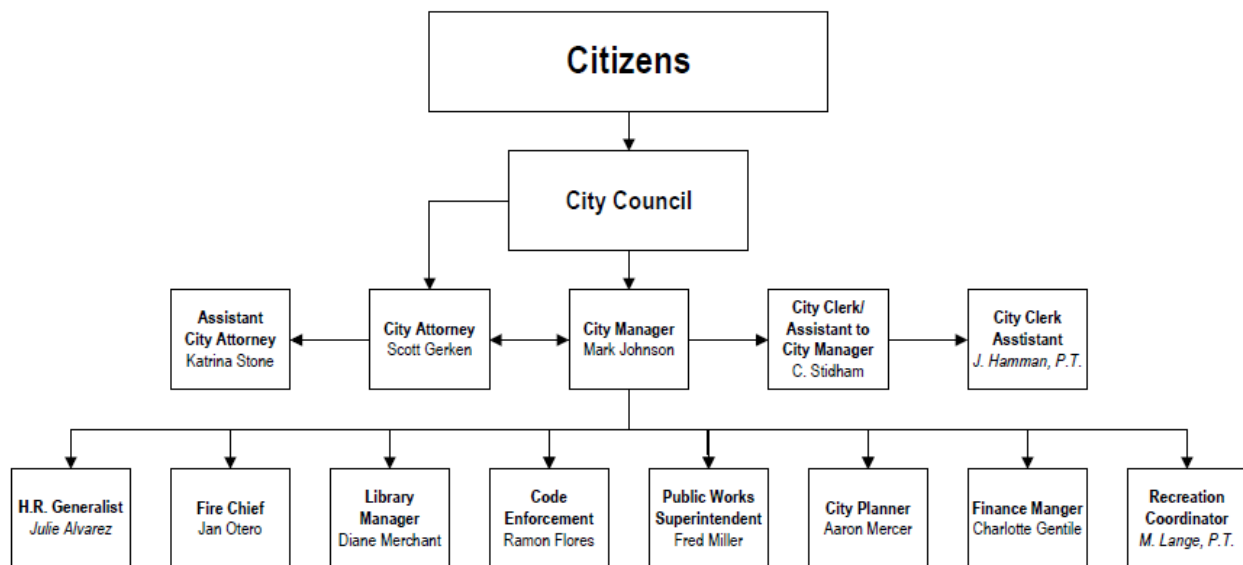 Citizens
City Council
Assistant
City Attorney
Katrina Stone
City Attorney
Scott Gerken
City Manager
Mark Johnson
City Clerk/
Assistant to
City Manager
C. Stidham
City Clerk
Asstistant
J. Hamman, P.T.
H.R. Generalist
Julie Alvarez
Fire Chief
Jan Otero
Library
Manager
Diane Merchant
Code
Enforcement
Ramon Flores
Public Works
Superintendent
Fred Miller
City Planner
Aaron Mercer
Finance Manger
Charlotte Gentile
Recreation
Coordinator
M. Lange, P.T.